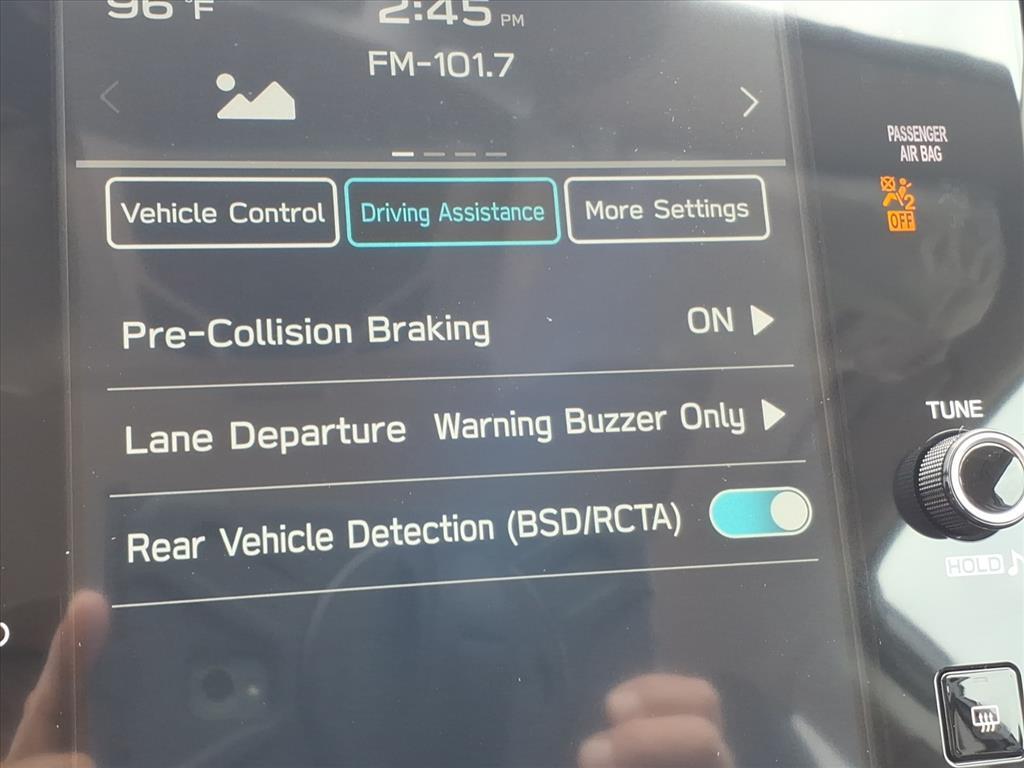 96 °F
2:45 PM
FM-101.7
PASSENGER
AIR BAG
2
OFF
Vehicle Control
Driving Assistance
More Settings
Pre-Collision Braking ON
Lane Departure Warning Buzzer Only
Rear Vehicle Detection (BSD/RCTA)
TUNE
HOLD